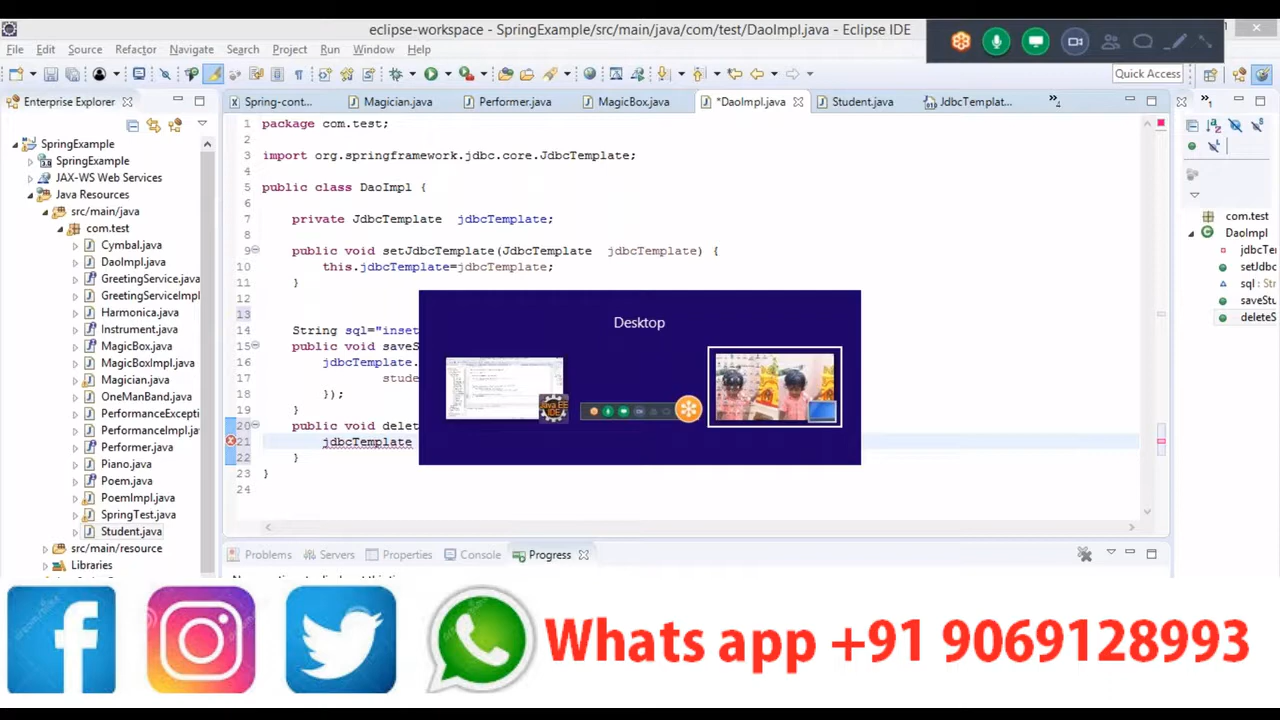 eclipse-workspace - SpringExample/src/main/java/com/test/DaoImpl.java - Eclipse IDE
File Edit Source Refactor Navigate Search Project Run Window Help
Quick Access
Enterprise Explorer
Spring-cont... Magician.java Performer.java MagicBox.java *DaoImpl.java Student.java JdbcTemplat...
SpringExample
SpringExample
JAX-WS Web Services
Java Resources
src/main/java
com.test
Cymbal.java
DaoImpl.java
GreetingService.java
GreetingServiceImpl
Harmonica.java
Instrument.java
MagicBox.java
MagicBoxImpl.java
Magician.java
OneManBand.java
PerformanceExcepti
PerformanceImpl.ja
Performer.java
Piano.java
Poem.java
PoemImpl.java
SpringTest.java
Student.java
src/main/resource
Libraries
1 package com.test;
2
3 import org.springframework.jdbc.core.JdbcTemplate;
4
5 public class DaoImpl {
6
7 private JdbcTemplate jdbcTemplate;
8
9 public void setJdbcTemplate(JdbcTemplate jdbcTemplate) {
10 this.jdbcTemplate=jdbcTemplate;
11 }
13
14 String sql="inset
15 public void saveS
16 jdbcTemplate.
17 stude
18 });
20 public void delet
21 jdbcTemplate
22 }
23 }
24
Desktop
Java EE
IDE
com.test
DaoImpl
jdbcTe
setJdb
sql : Stri
saveStu
deleteS
Problems Servers Properties Console Progress
Whats app +91 9069128993